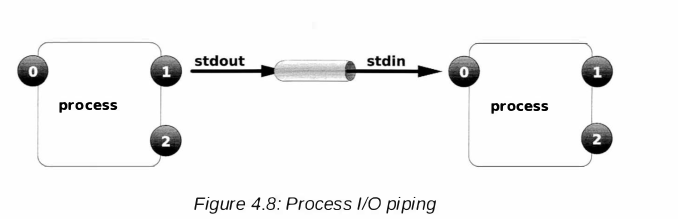 stdout
stdin
0
1
0
1
process
process
2
2
Figure 4.8: Process I/O piping